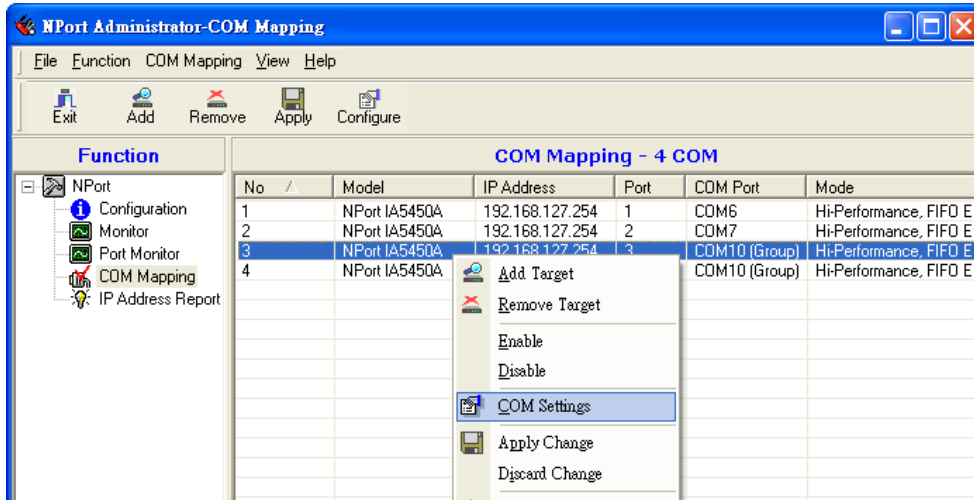 NPort Administrator-COM Mapping
File Function COM Mapping View Help
Exit Add Remove Apply Configure
Function
COM Mapping - 4 COM
NPort
Configuration
Monitor
Port Monitor
COM Mapping
IP Address Report
No Model IP Address Port COM Port Mode
1 NPort IA5450A 192.168.127.254 1 COM6 Hi-Performance, FIFO E
2 NPort IA5450A 192.168.127.254 2 COM7 Hi-Performance, FIFO E
3 NPort IA5450A 192.168.127.254 3 COM10 (Group) Hi-Performance, FIFO E
4 NPort IA5450A COM10 (Group) Hi-Performance, FIFO E
Add Target
Remove Target
Enable
Disable
COM Settings
Apply Change
Discard Change